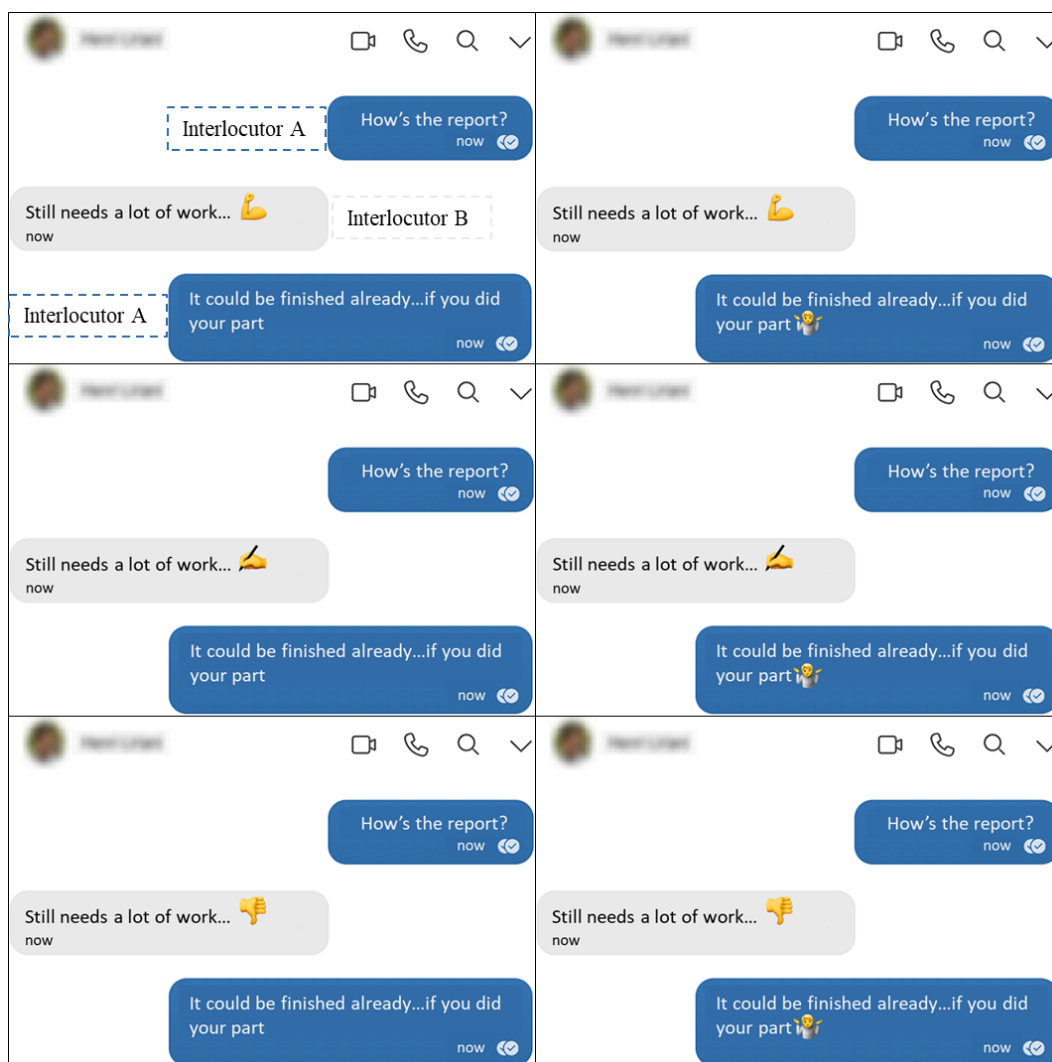 How's the report?
now
Interlocutor A
Still needs a lot of work... 💪
now
Interlocutor B
It could be finished already...if you did
your part
now
Interlocutor A
How's the report?
now
Still needs a lot of work... 💪
now
It could be finished already...if you did
your part🤷‍♂️
now
How's the report?
now
Still needs a lot of work... ✍️
now
It could be finished already...if you did
your part
now
How's the report?
now
Still needs a lot of work... ✍️
now
It could be finished already...if you did
your part🤷‍♂️
now
How's the report?
now
Still needs a lot of work... 👎
now
It could be finished already...if you did
your part
now
How's the report?
now
Still needs a lot of work... 👎
now
It could be finished already...if you did
your part🤷‍♂️
now